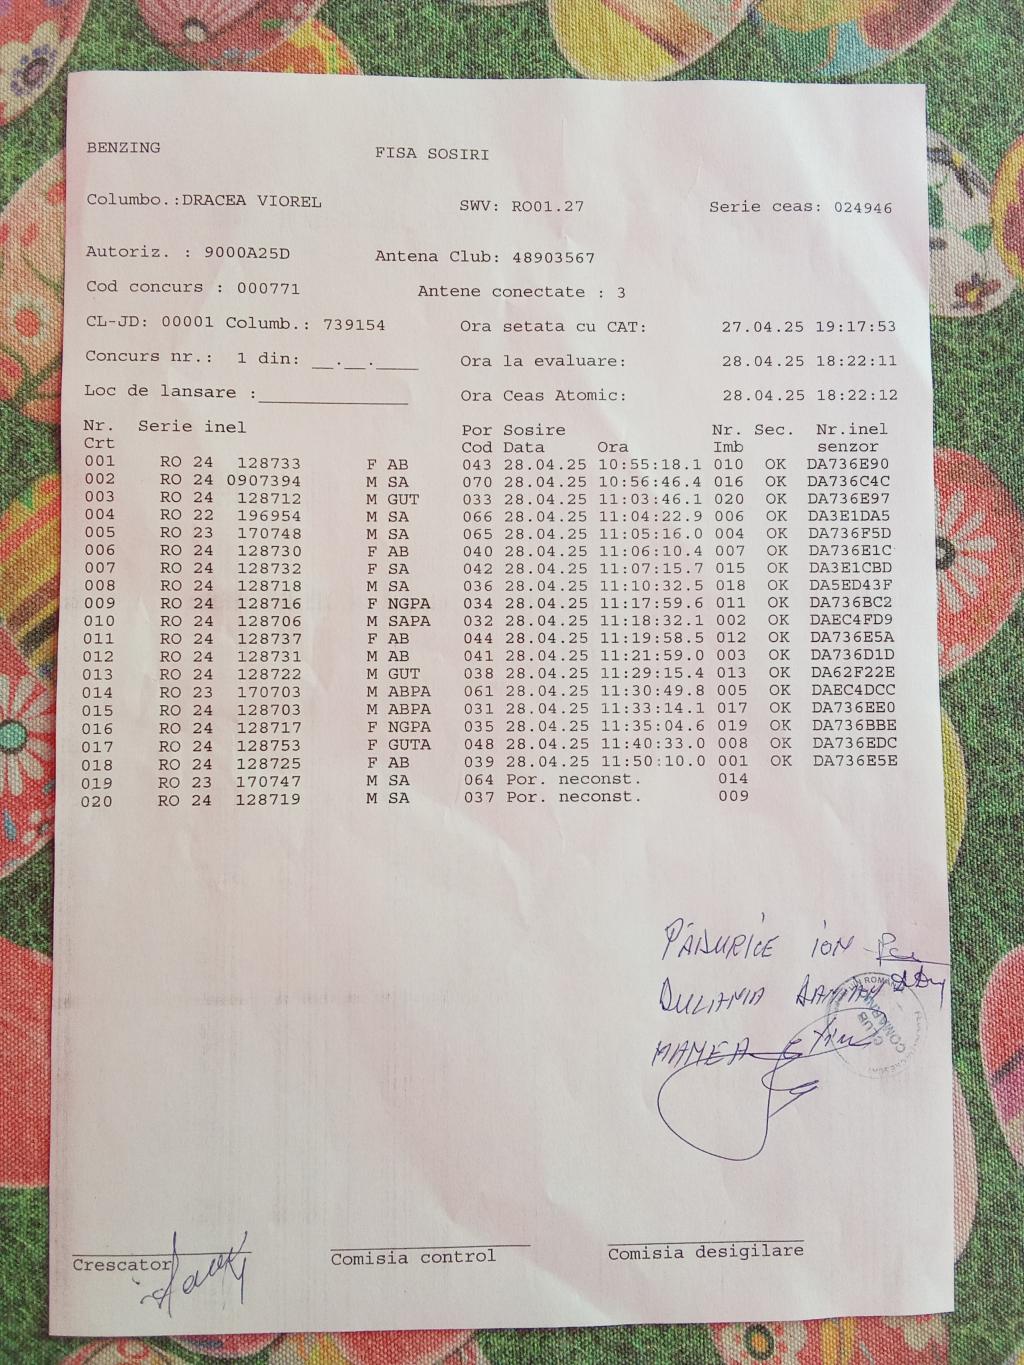 BENZING FISA SOSIRI
Columbo.:DRACEA VIOREL SWV: RO01.27 Serie ceas: 024946
Autoriz. : 9000A25D Antena Club: 48903567
Cod concurs : 000771 Antene conectate : 3
CL-JD: 00001 Columb.: 739154 Ora setata cu CAT: 27.04.25 19:17:53
Concurs nr.: 1 din: __.__.____ Ora la evaluare: 28.04.25 18:22:11
Loc de lansare :______________ Ora Ceas Atomic: 28.04.25 18:22:12
Nr. Serie inel Por Sosire Nr. Sec. Nr.inel
Crt Cod Data Ora Imb senzor
001 RO 24 128733 F AB 043 28.04.25 10:55:18.1 010 OK DA736E90
002 RO 24 0907394 M SA 070 28.04.25 10:56:46.4 016 OK DA736C4C
003 RO 24 128712 M GUT 033 28.04.25 11:03:46.1 020 OK DA736E97
004 RO 22 196954 M SA 066 28.04.25 11:04:22.9 006 OK DA3E1DA5
005 RO 23 170748 M SA 065 28.04.25 11:05:16.0 004 OK DA736F5D
006 RO 24 128730 F AB 040 28.04.25 11:06:10.4 007 OK DA736E1C
007 RO 24 128732 F SA 042 28.04.25 11:07:15.7 015 OK DA3E1CBD
008 RO 24 128718 M SA 036 28.04.25 11:10:32.5 018 OK DA5ED43F
009 RO 24 128716 F NGPA 034 28.04.25 11:17:59.6 011 OK DA736BC2
010 RO 24 128706 M SAPA 032 28.04.25 11:18:32.1 002 OK DAEC4FD9
011 RO 24 128737 F AB 044 28.04.25 11:19:58.5 012 OK DA736E5A
012 RO 24 128731 M AB 041 28.04.25 11:21:59.0 003 OK DA736D1D
013 RO 24 128722 M GUT 038 28.04.25 11:29:15.4 013 OK DA62F22E
014 RO 23 170703 M ABPA 061 28.04.25 11:30:49.8 005 OK DAEC4DCC
015 RO 24 128703 M ABPA 031 28.04.25 11:33:14.1 017 OK DA736EE0
016 RO 24 128717 F NGPA 035 28.04.25 11:35:04.6 019 OK DA736BBE
017 RO 24 128753 F GUTA 048 28.04.25 11:40:33.0 008 OK DA736EDC
018 RO 24 128725 F AB 039 28.04.25 11:50:10.0 001 OK DA736E5E
019 RO 23 170747 M SA 064 Por. neconst. 014
020 RO 24 128719 M SA 037 Por. neconst. 009
PĂDURICE ION
MANEA
CLUB
Crescator Comisia control Comisia desigilare